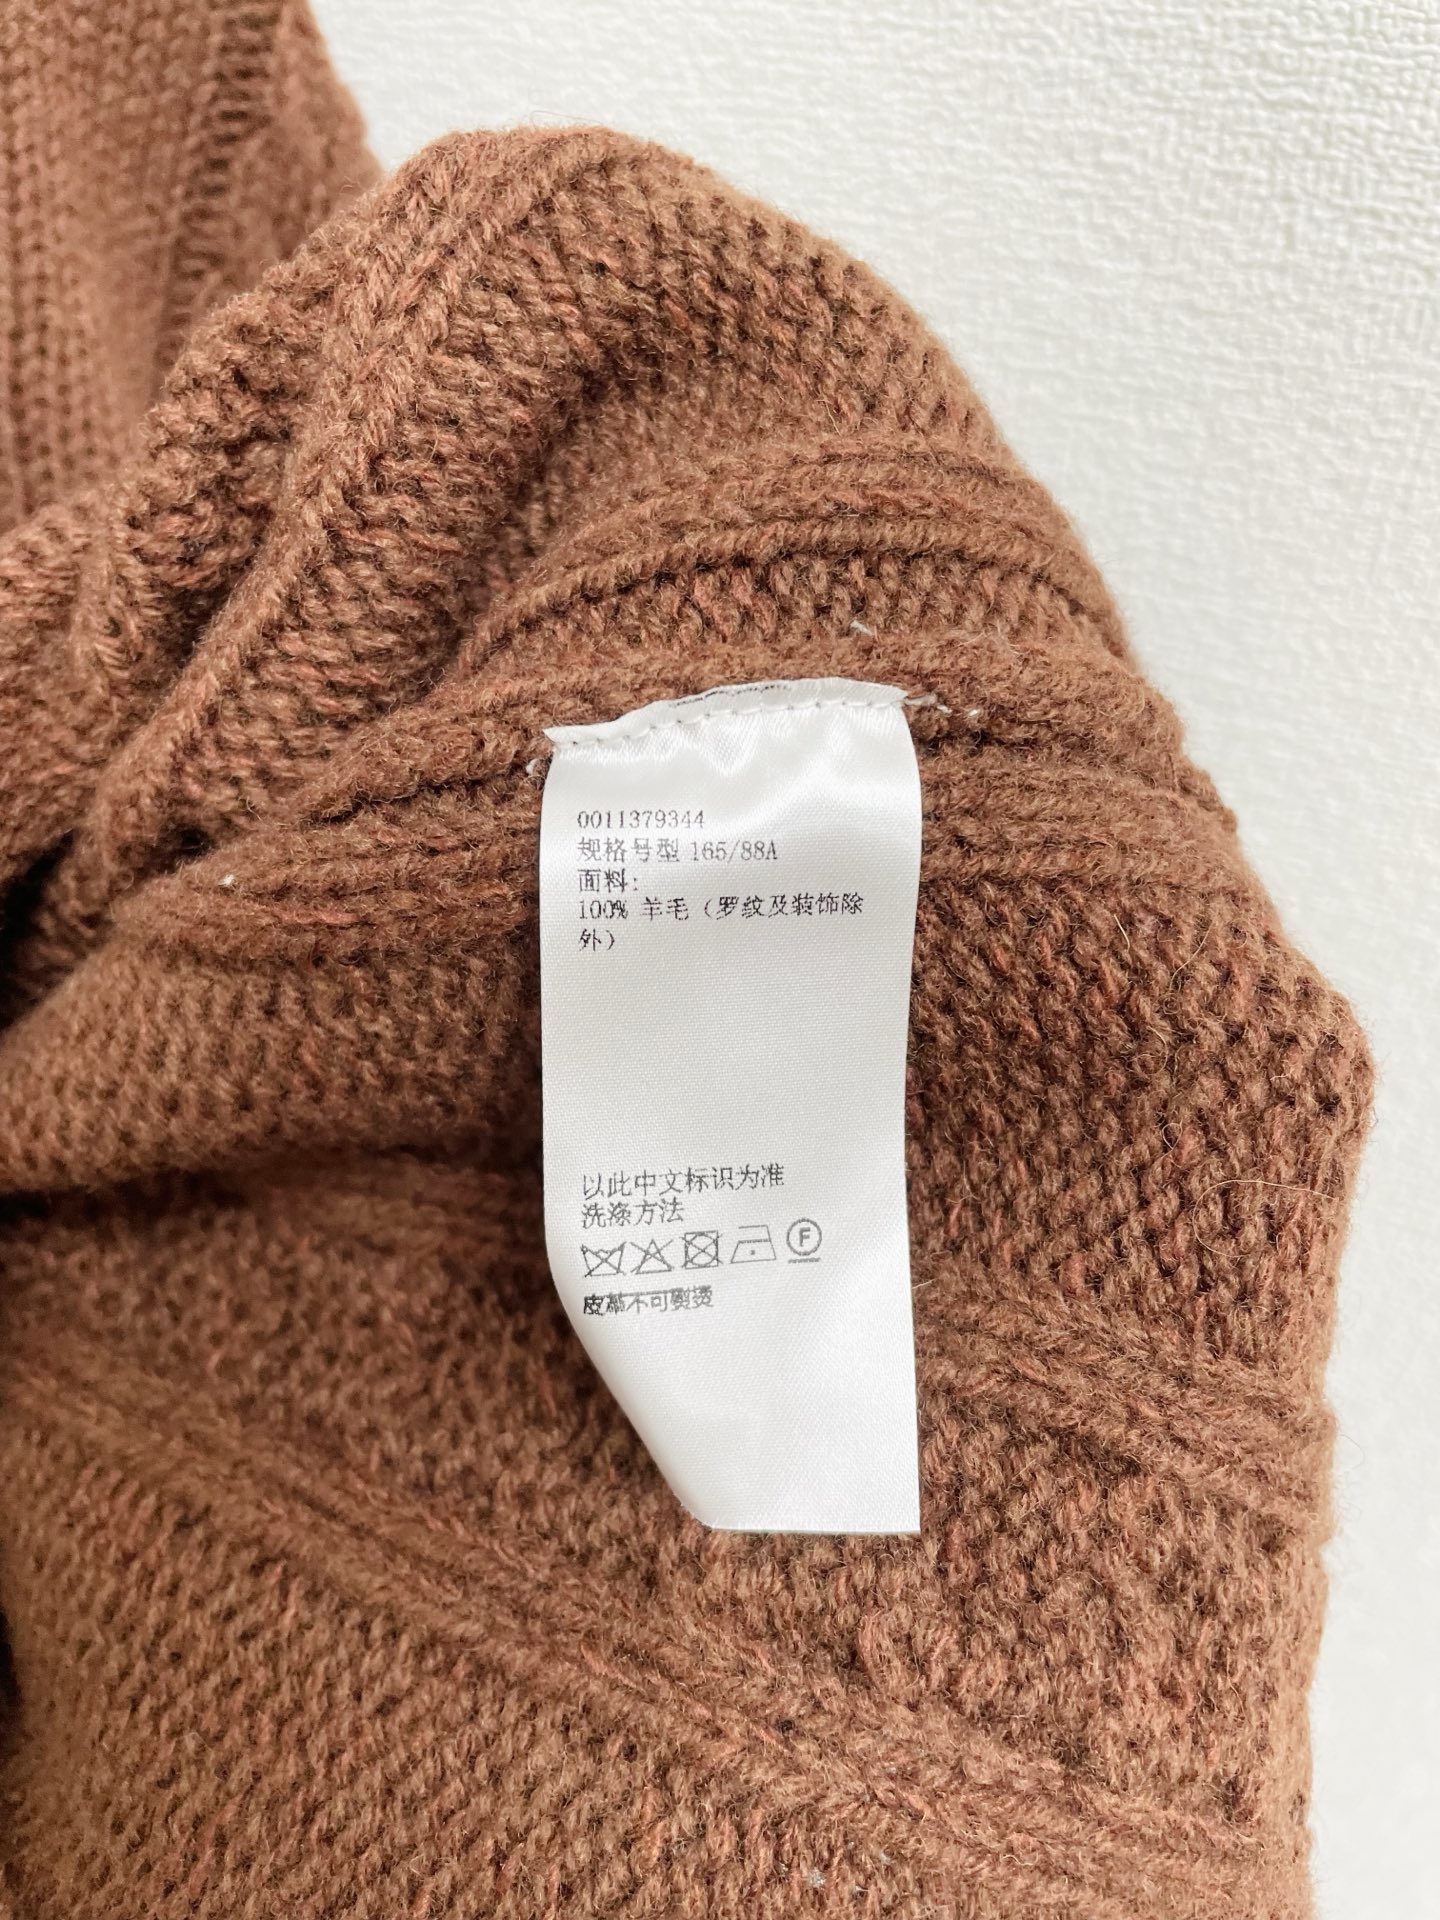 0011379344
规格号型 165/88A
面料:
100% 羊毛（罗纹及装饰除
外）
以此中文标识为准
洗涤方法
F
皮革不可熨烫